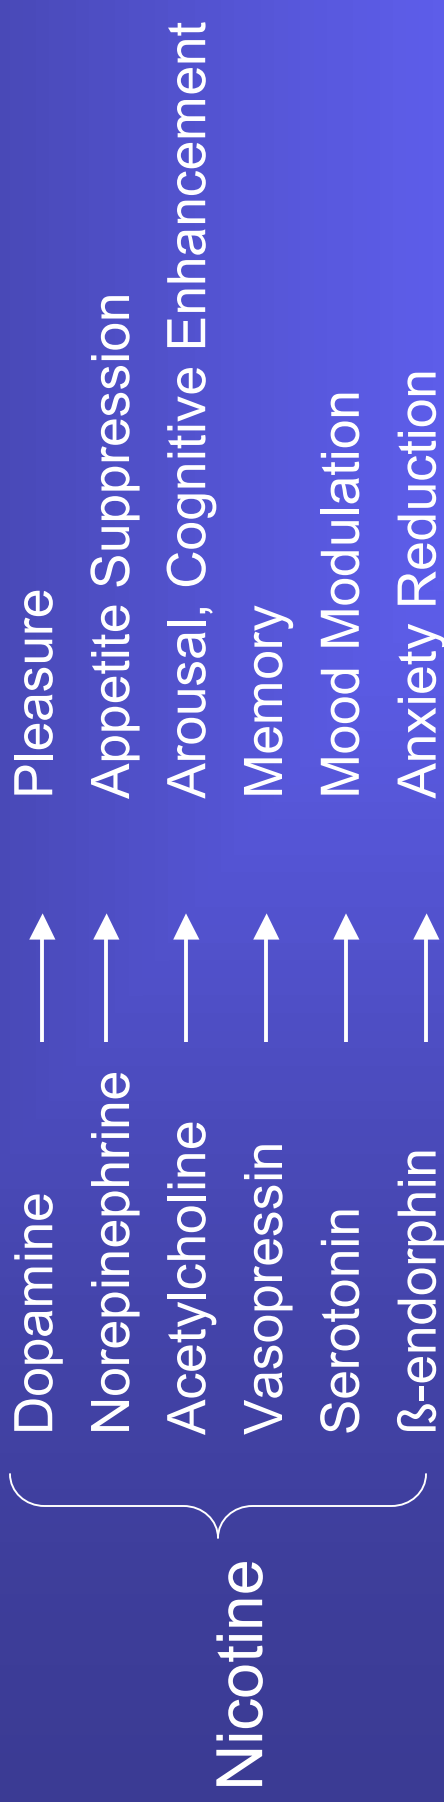 Nicotine
Dopamine Pleasure
Norepinephrine Appetite Suppression
Acetylcholine Arousal, Cognitive Enhancement
Vasopressin Memory
Serotonin Mood Modulation
ß-endorphin Anxiety Reduction